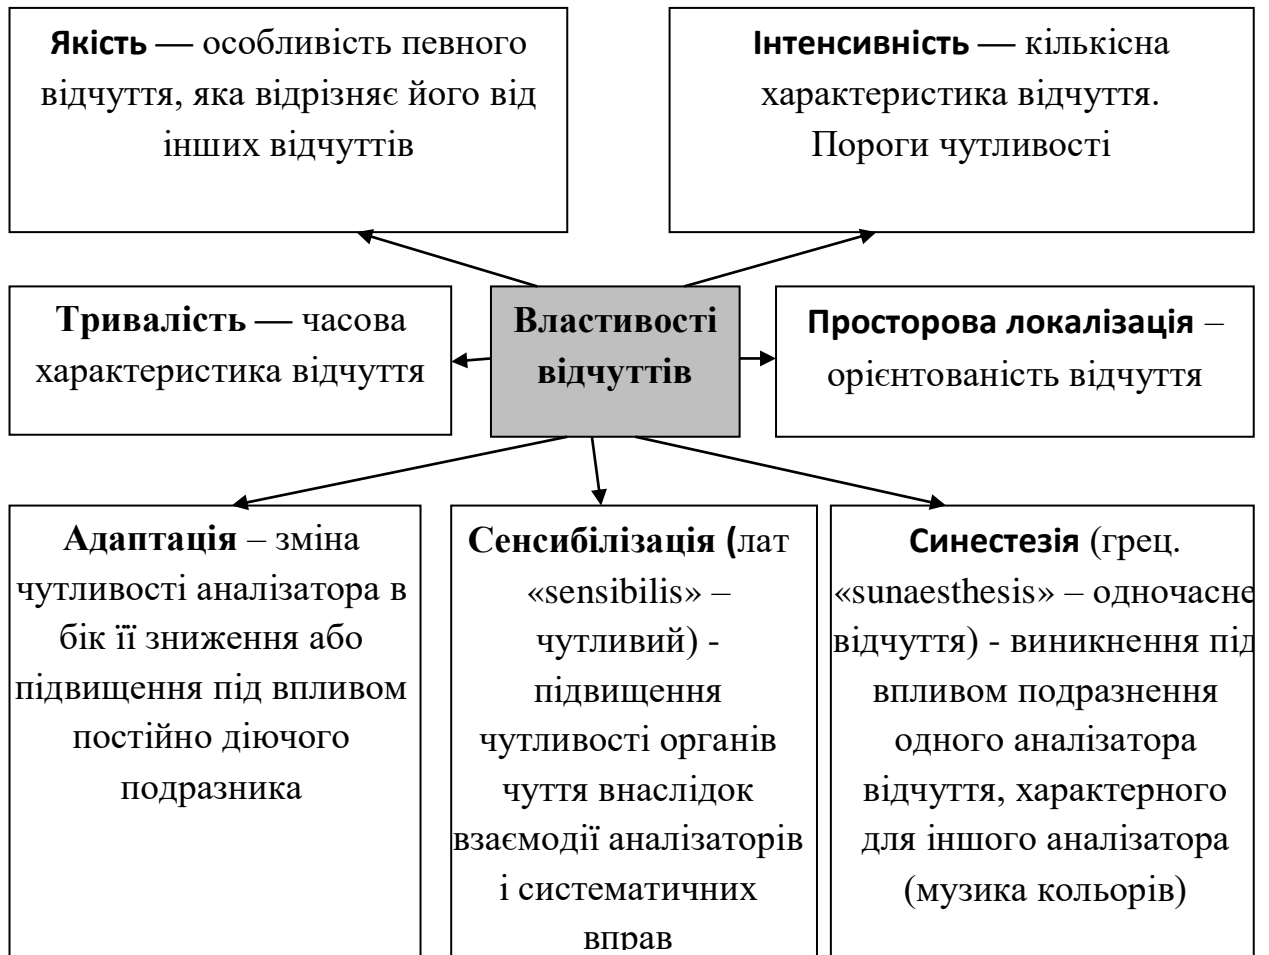 Якість — особливість певного
відчуття, яка відрізняє його від
інших відчуттів
Інтенсивність — кількісна
характеристика відчуття.
Пороги чутливості
Тривалість — часова
характеристика відчуття
Властивості
відчуттів
Просторова локалізація –
орієнтованість відчуття
Адаптація – зміна
чутливості аналізатора в
бік її зниження або
підвищення під впливом
постійно діючого
подразника
Сенсибілізація (лат
«sensibilis» –
чутливий) -
підвищення
чутливості органів
чуття внаслідок
взаємодії аналізаторів
і систематичних
вправ
Синестезія (грец.
«sunaesthesis» – одночасне
відчуття) - виникнення під
впливом подразнення
одного аналізатора
відчуття, характерного
для іншого аналізатора
(музика кольорів)